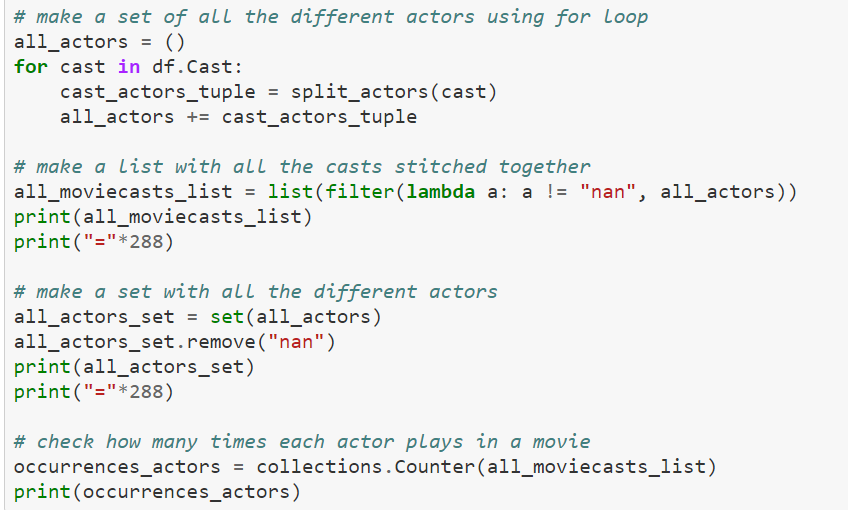 # make a set of all the different actors using for loop
all_actors = ()
for cast in df.Cast:
    cast_actors_tuple = split_actors(cast)
    all_actors += cast_actors_tuple

# make a list with all the casts stitched together
all_moviecasts_list = list(filter(lambda a: a != "nan", all_actors))
print(all_moviecasts_list)
print("="*288)

# make a set with all the different actors
all_actors_set = set(all_actors)
all_actors_set.remove("nan")
print(all_actors_set)
print("="*288)

# check how many times each actor plays in a movie
occurrences_actors = collections.Counter(all_moviecasts_list)
print(occurrences_actors)